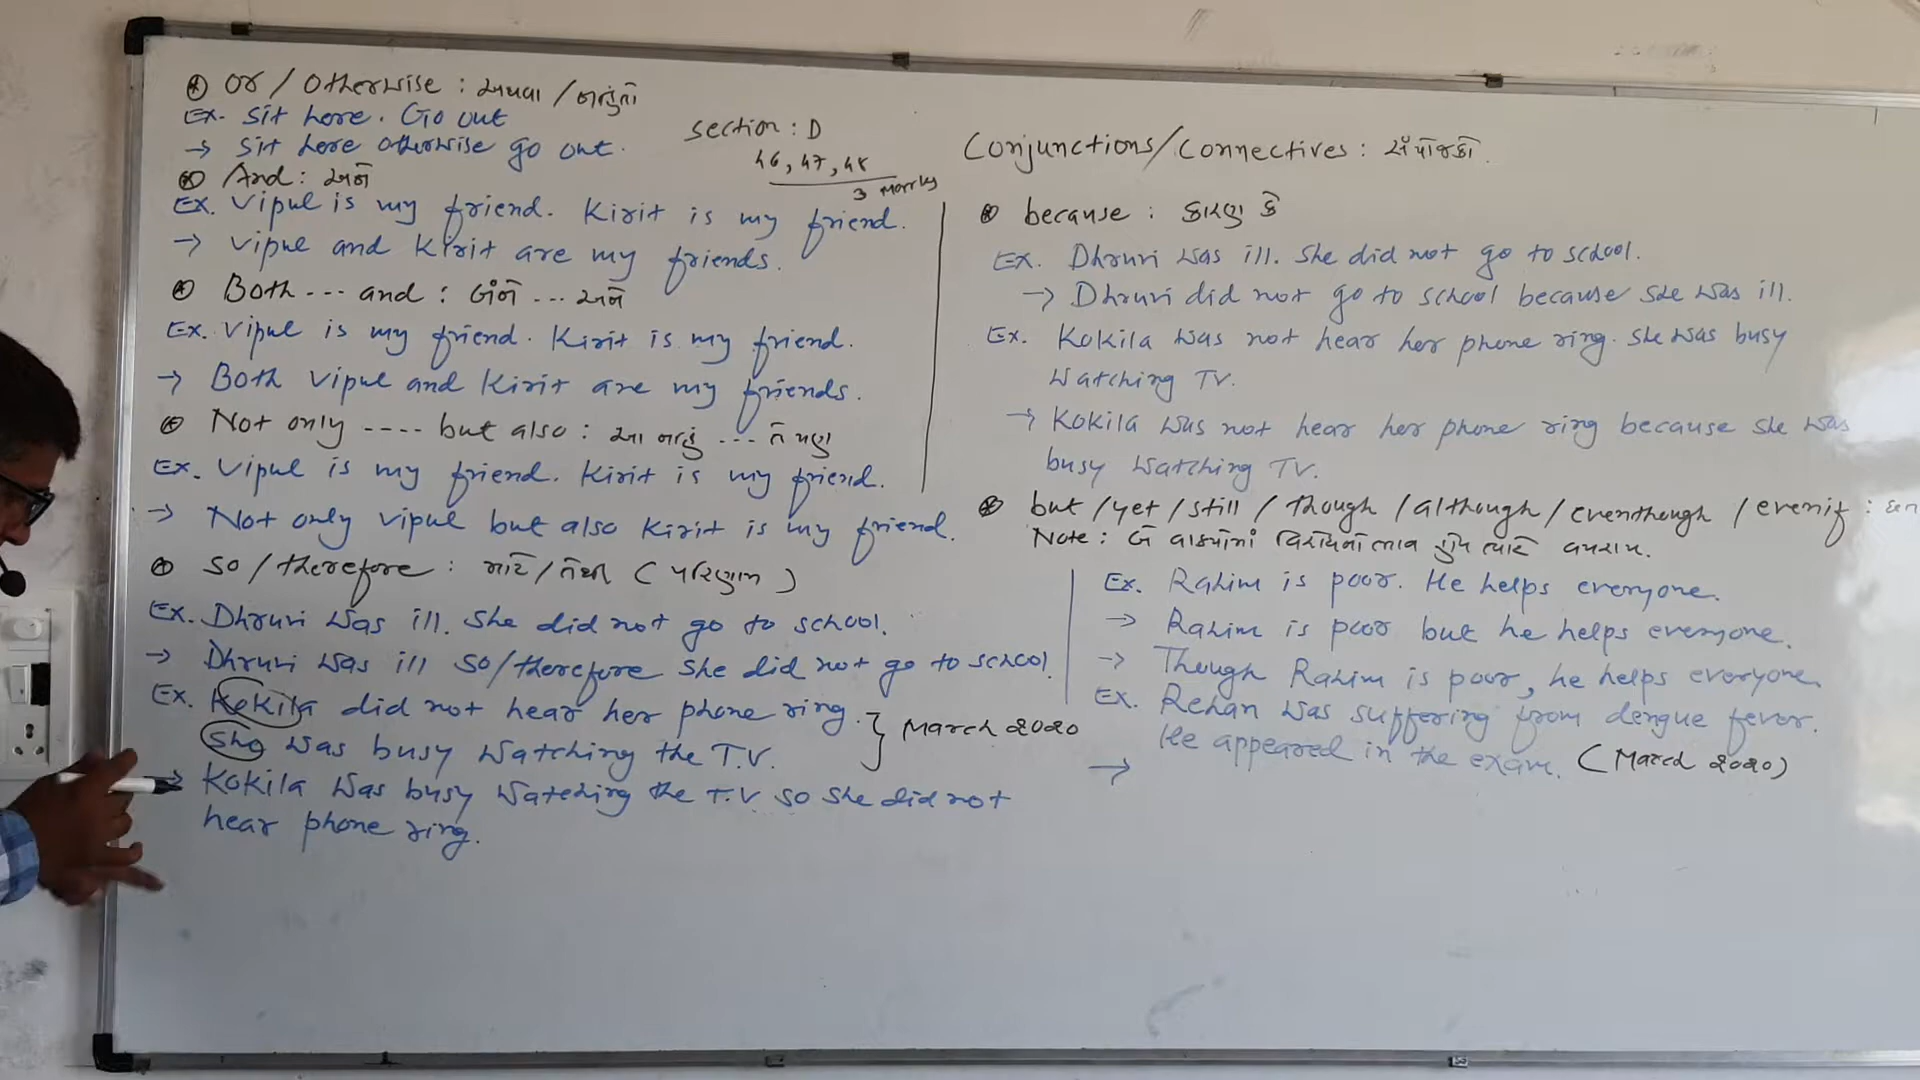 or / otherwise : અથવા / નહીંતો
Ex. Sit here. Go out
→ sit here otherwise go out.
And : અને
Ex. Vipul is my friend. Kirit is my friend.
→ Vipul and Kirit are my friends.
Both --- and : બંને --- અને
Ex. Vipul is my friend. Kirit is my friend.
→ Both Vipul and Kirit are my friends.
Not only ---- but also : આ નહીં --- તે પણ
Ex. Vipul is my friend. Kirit is my friend.
→ Not only vipul but also Kirit is my friend.
so / therefore : માટે / તેથી ( પરિણામ )
Ex. Dhruvi was ill. She did not go to school.
→ Dhruvi was ill so/therefore she did not go to school.
Ex. Kokila did not hear her phone ring. } March 2020
She was busy watching the T.V.
→ Kokila was busy watching the T.V so she did not
hear phone ring.
Section : D
46, 47, 48
3 marks
Conjunctions/connectives : સંયોજકો.
because : કારણ કે
Ex. Dhruvi was ill. She did not go to school.
→ Dhruvi did not go to school because she was ill.
Ex. Kokila was not hear her phone ring. She was busy
watching TV.
→ Kokila was not hear her phone ring because she was
busy watching TV.
but / yet / still / though / although / eventhough / evenif :
Note : બે વાક્યોમાં વિરોધનો ભાવ હોય ત્યારે વપરાય.
Ex. Rahim is poor. He helps everyone.
→ Rahim is poor but he helps everyone.
→ Though Rahim is poor, he helps everyone.
Ex. Rehan was suffering from dengue fever.
He appeared in the exam. (March 2020)
→